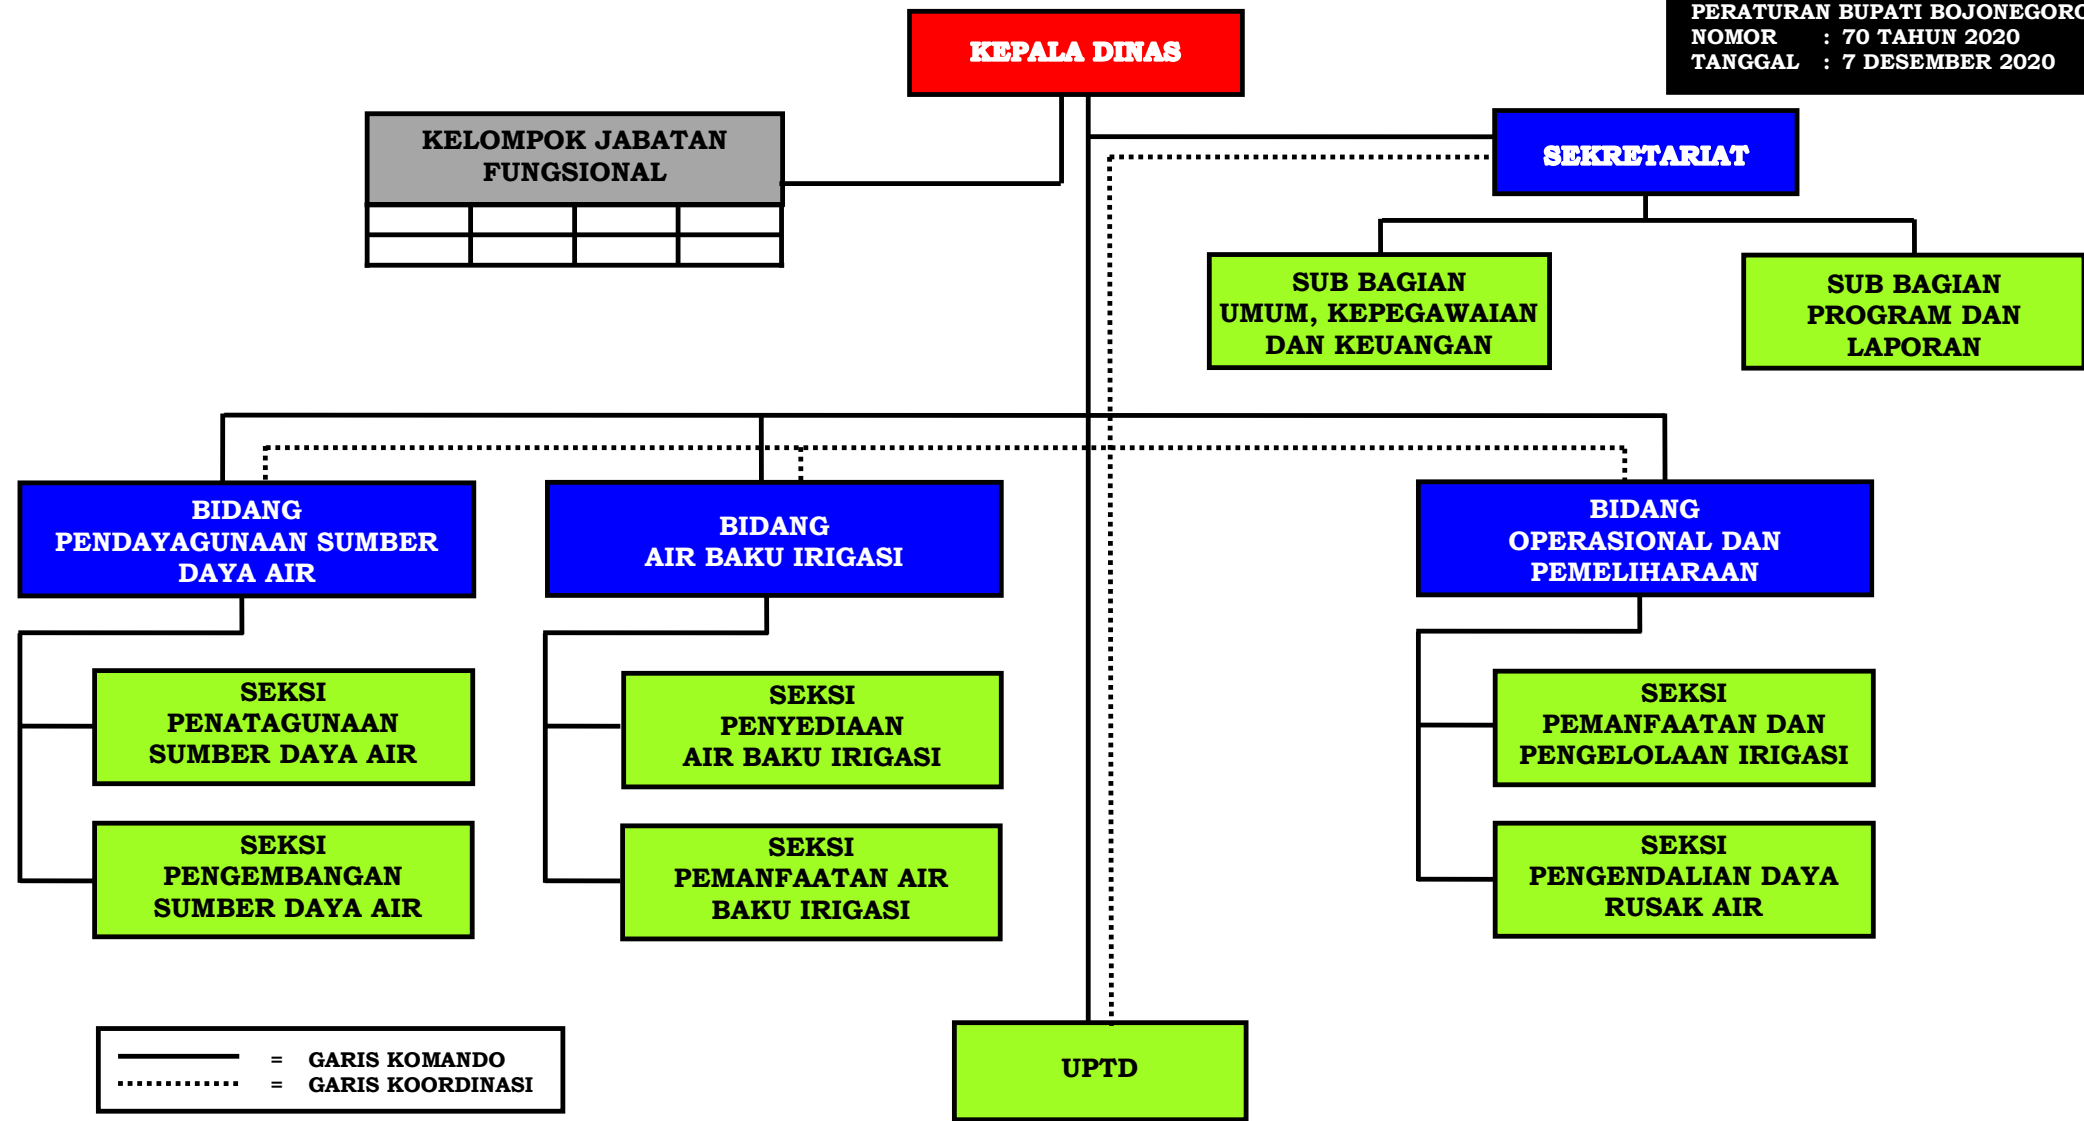 PERATURAN BUPATI BOJONEGORO
NOMOR : 70 TAHUN 2020
TANGGAL : 7 DESEMBER 2020
KEPALA DINAS
KELOMPOK JABATAN
FUNGSIONAL
SEKRETARIAT
SUB BAGIAN
UMUM, KEPEGAWAIAN
DAN KEUANGAN
SUB BAGIAN
PROGRAM DAN
LAPORAN
BIDANG
PENDAYAGUNAAN SUMBER
DAYA AIR
BIDANG
AIR BAKU IRIGASI
BIDANG
OPERASIONAL DAN
PEMELIHARAAN
SEKSI
PENATAGUNAAN
SUMBER DAYA AIR
SEKSI
PENYEDIAAN
AIR BAKU IRIGASI
SEKSI
PEMANFAATAN DAN
PENGELOLAAN IRIGASI
SEKSI
PENGEMBANGAN
SUMBER DAYA AIR
SEKSI
PEMANFAATAN AIR
BAKU IRIGASI
SEKSI
PENGENDALIAN DAYA
RUSAK AIR
UPTD
= GARIS KOMANDO
= GARIS KOORDINASI